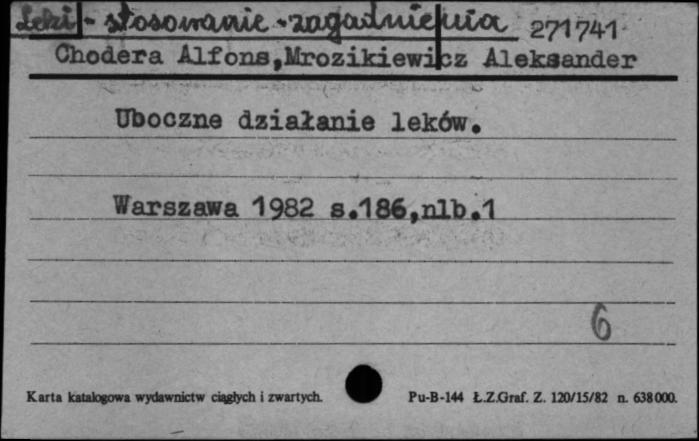 Leki - stosowanie - zagadnienia 271741
Chodera Alfons,Mrozikiewicz Aleksander
Uboczne działanie leków.
Warszawa 1982 s.186,nlb.1
6
Karta katalogowa wydawnictw ciągłych i zwartych. Pu-B-144 Ł.Z.Graf. Z. 120/15/82 n. 638000.